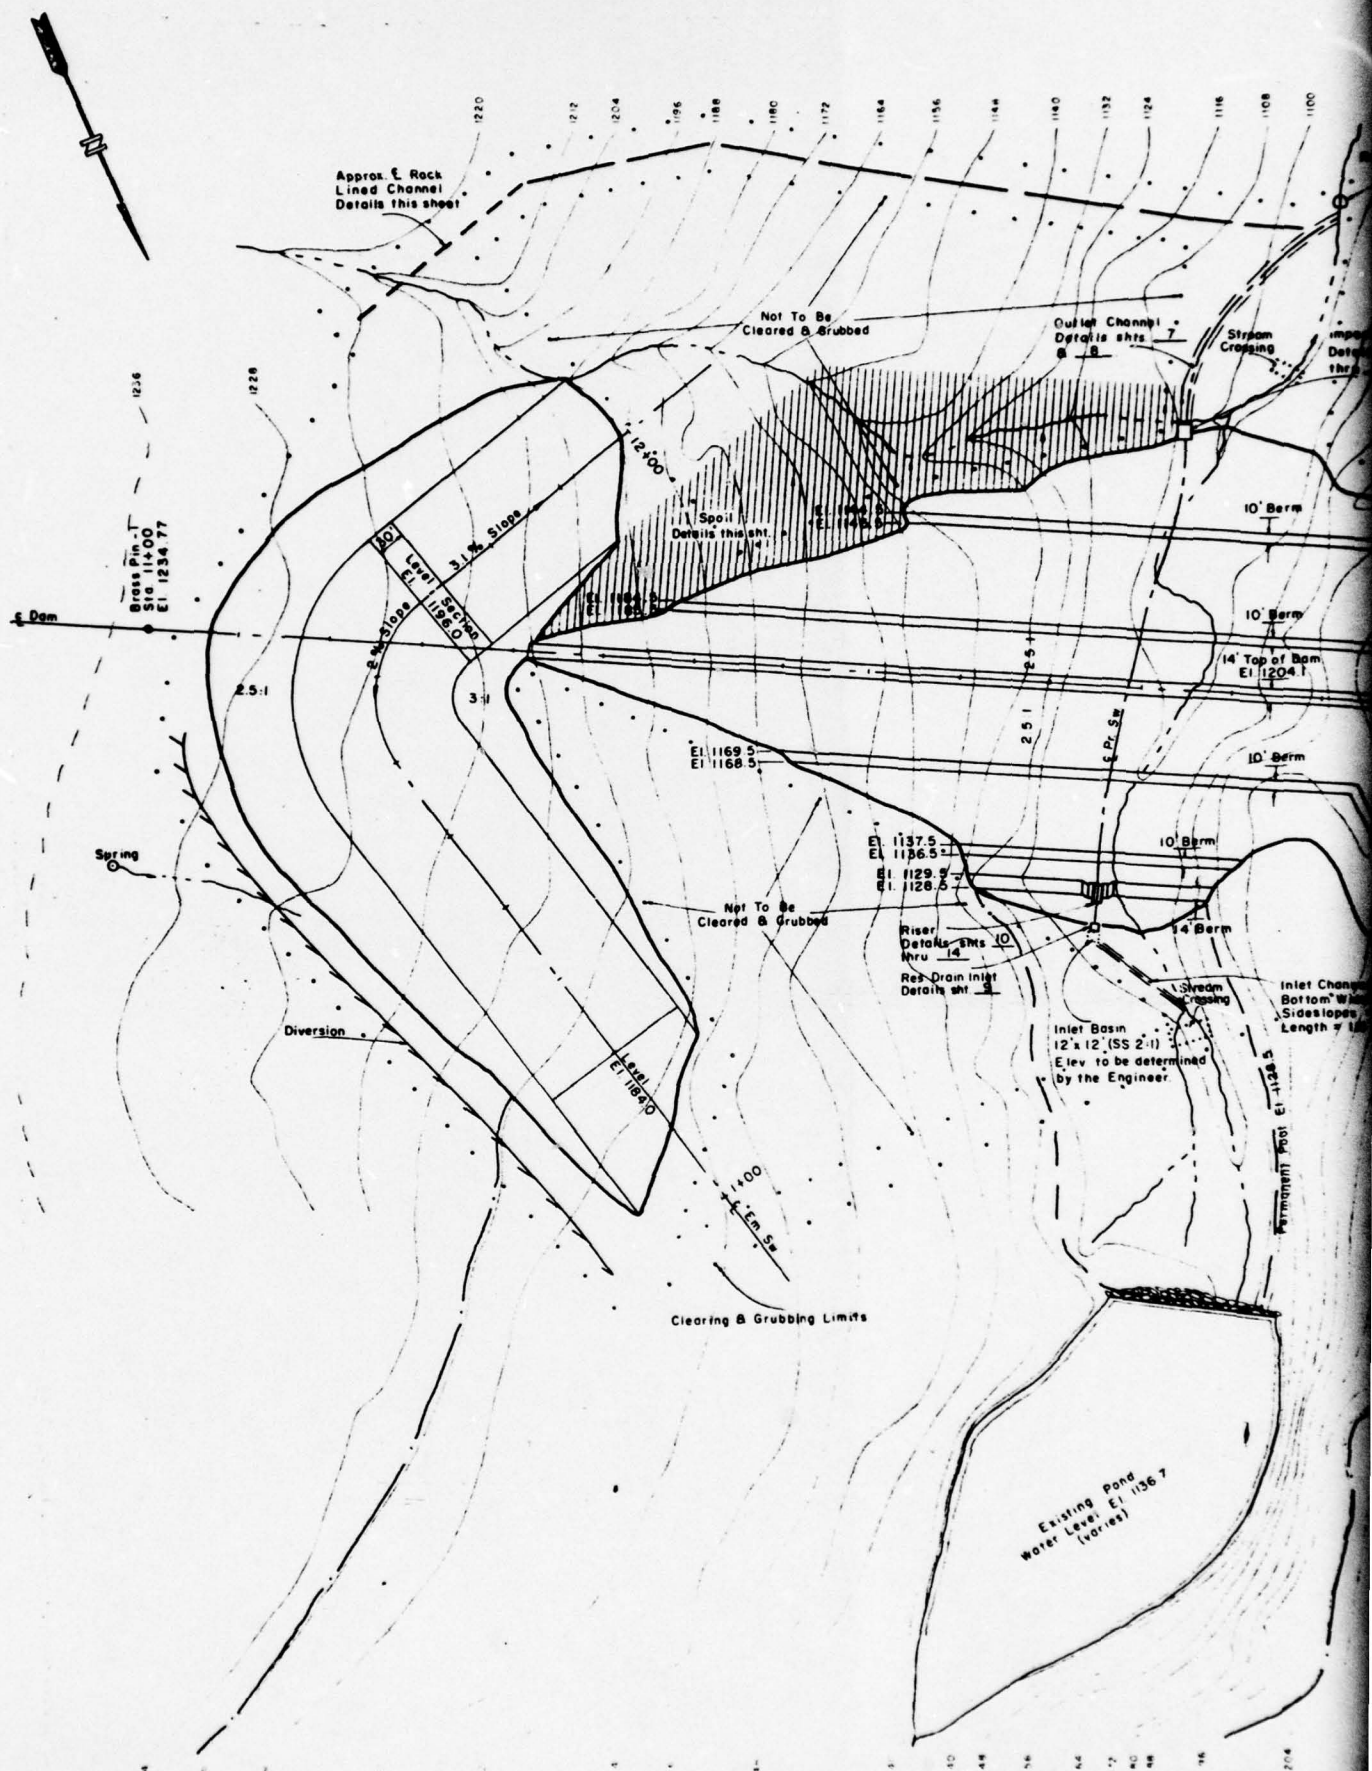 1220
1212
1204
1196
1188
1180
1172
1164
1156
1148
1140
1132
1124
1116
1108
1100
Approx. ℄ Rock
Lined Channel
Details this sheet
Not To Be
Cleared & Grubbed
Outlet Channel
Details shts 7
& 8
Stream
Crossing
1236
1228
Brass Pin-T
Sta. 11+00
El 1234.77
℄ Dam
12+00
30'
Level Section
El. 1196.0
3.1% Slope
2% Slope
2.5:1
3:1
Spoil
Details this sht.
10' Berm
10' Berm
14' Top of Dam
El. 1204.1
2.5:1
2.5:1
℄ Pr. Sw
10' Berm
El. 1169.5
El. 1168.5
El. 1137.5
El. 1136.5
El. 1129.5
El. 1128.5
10' Berm
14' Berm
Spring
Not To Be
Cleared & Grubbed
Riser
Details shts 10
thru 14
Res. Drain Inlet
Details sht 9
Stream
Crossing
Inlet Basin
12' x 12' (SS 2:1)
Elev to be determined
by the Engineer
Permanent Pool El. 1128.5
Diversion
Level
El. 1184.0
1+00
℄ Em Sw
Clearing & Grubbing Limits
Existing Pond
Water Level El. 1136.7
(varies)